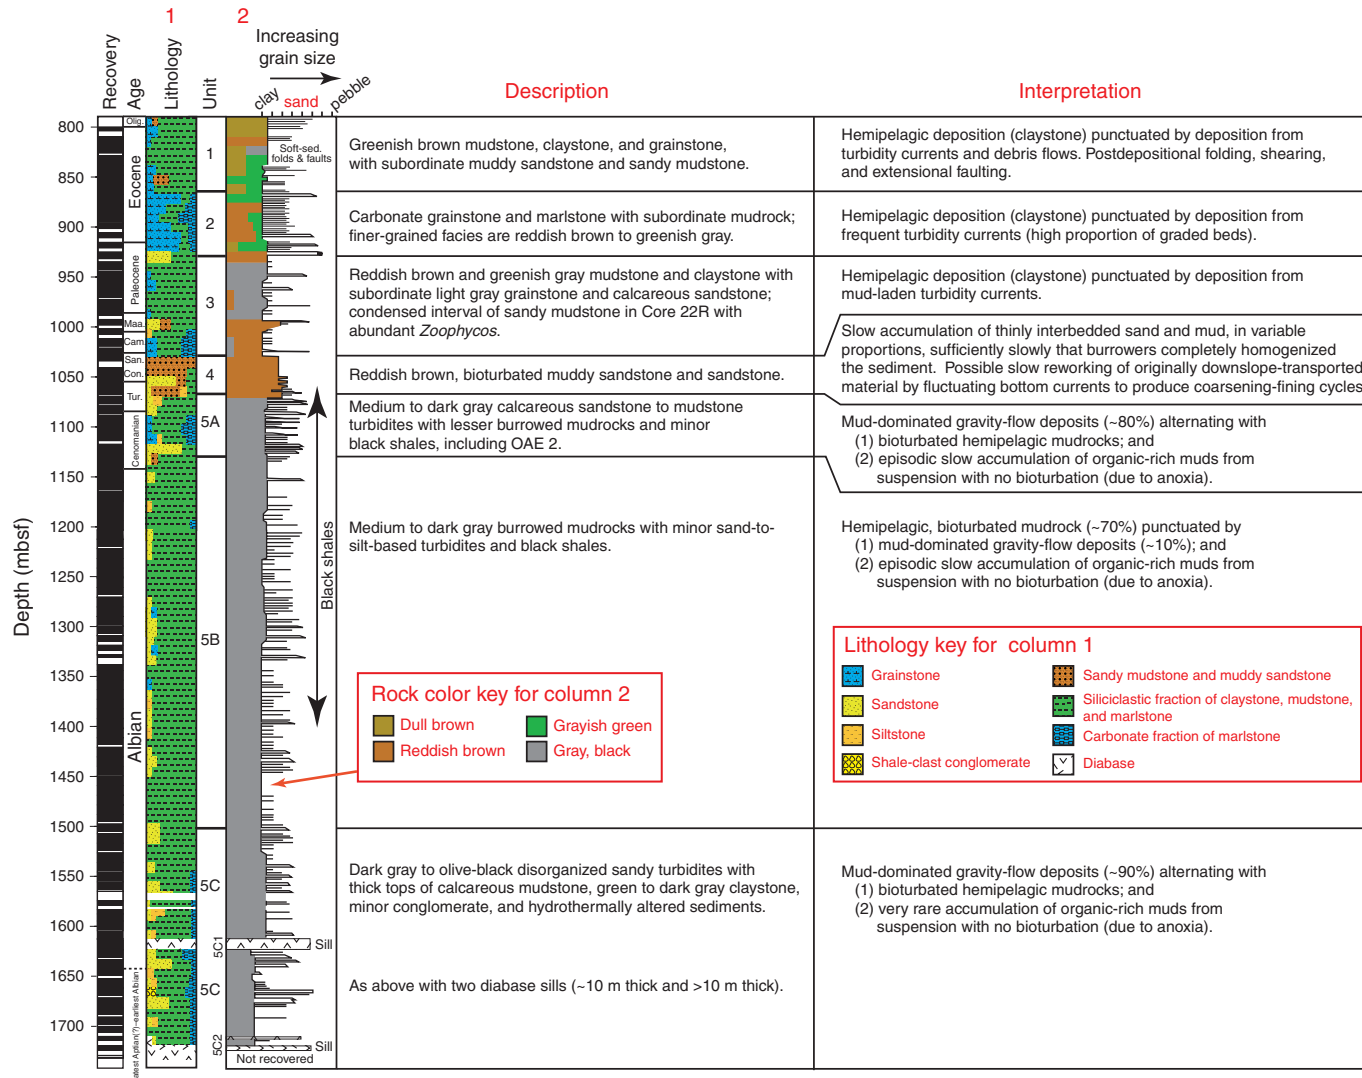 1
2
Increasing
grain size
Recovery
Age
Lithology
Unit
clay
sand
pebble
Description
Interpretation
Depth (mbsf)
800
850
900
950
1000
1050
1100
1150
1200
1250
1300
1350
1400
1450
1500
1550
1600
1650
1700
Olig.
Eocene
Paleocene
Maa.
Cam.
San.
Con.
Tur.
Cenomanian
Albian
atest Aptian(?)–earliest Albian
1
2
3
4
5A
5B
5C
5C1
5C
5C2
Soft-sed.
folds & faults
Black shales
Sill
Sill
Not recovered
Greenish brown mudstone, claystone, and grainstone,
with subordinate muddy sandstone and sandy mudstone.
Hemipelagic deposition (claystone) punctuated by deposition from
turbidity currents and debris flows. Postdepositional folding, shearing,
and extensional faulting.
Carbonate grainstone and marlstone with subordinate mudrock;
finer-grained facies are reddish brown to greenish gray.
Hemipelagic deposition (claystone) punctuated by deposition from
frequent turbidity currents (high proportion of graded beds).
Reddish brown and greenish gray mudstone and claystone with
subordinate light gray grainstone and calcareous sandstone;
condensed interval of sandy mudstone in Core 22R with
abundant Zoophycos.
Hemipelagic deposition (claystone) punctuated by deposition from
mud-laden turbidity currents.
Reddish brown, bioturbated muddy sandstone and sandstone.
Slow accumulation of thinly interbedded sand and mud, in variable
proportions, sufficiently slowly that burrowers completely homogenized
the sediment. Possible slow reworking of originally downslope-transported
material by fluctuating bottom currents to produce coarsening-fining cycles
Medium to dark gray calcareous sandstone to mudstone
turbidites with lesser burrowed mudrocks and minor
black shales, including OAE 2.
Mud-dominated gravity-flow deposits (~80%) alternating with
(1) bioturbated hemipelagic mudrocks; and
(2) episodic slow accumulation of organic-rich muds from
suspension with no bioturbation (due to anoxia).
Medium to dark gray burrowed mudrocks with minor sand-to-
silt-based turbidites and black shales.
Hemipelagic, bioturbated mudrock (~70%) punctuated by
(1) mud-dominated gravity-flow deposits (~10%); and
(2) episodic slow accumulation of organic-rich muds from
suspension with no bioturbation (due to anoxia).
Rock color key for column 2
Dull brown
Grayish green
Reddish brown
Gray, black
Lithology key for column 1
Grainstone
Sandy mudstone and muddy sandstone
Sandstone
Siliciclastic fraction of claystone, mudstone,
and marlstone
Siltstone
Carbonate fraction of marlstone
Shale-clast conglomerate
Diabase
Dark gray to olive-black disorganized sandy turbidites with
thick tops of calcareous mudstone, green to dark gray claystone,
minor conglomerate, and hydrothermally altered sediments.
Mud-dominated gravity-flow deposits (~90%) alternating with
(1) bioturbated hemipelagic mudrocks; and
(2) very rare accumulation of organic-rich muds from
suspension with no bioturbation (due to anoxia).
As above with two diabase sills (~10 m thick and >10 m thick).